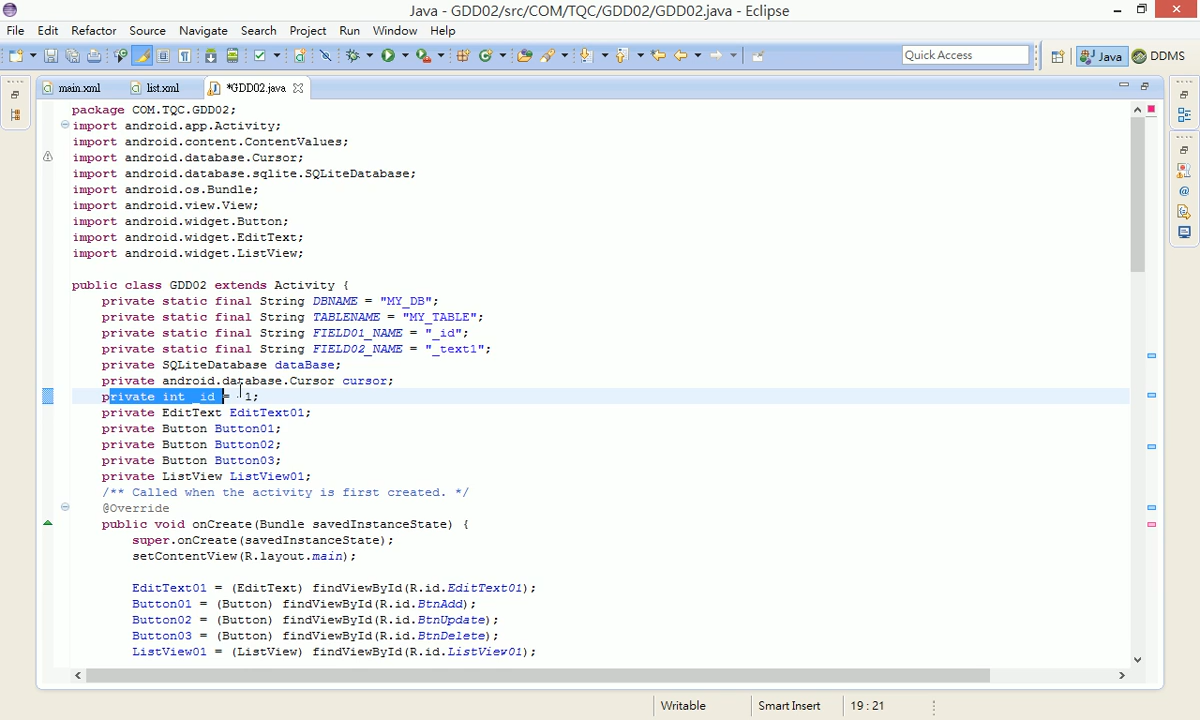 Java - GDD02/src/COM/TQC/GDD02/GDD02.java - Eclipse
File Edit Refactor Source Navigate Search Project Run Window Help
Quick Access
Java
DDMS
main.xml
list.xml
*GDD02.java
package COM.TQC.GDD02;
import android.app.Activity;
import android.content.ContentValues;
import android.database.Cursor;
import android.database.sqlite.SQLiteDatabase;
import android.os.Bundle;
import android.view.View;
import android.widget.Button;
import android.widget.EditText;
import android.widget.ListView;
public class GDD02 extends Activity {
private static final String DBNAME = "MY_DB";
private static final String TABLENAME = "MY_TABLE";
private static final String FIELD01_NAME = "_id";
private static final String FIELD02_NAME = "_text1";
private SQLiteDatabase dataBase;
private android.database.Cursor cursor;
private int _id = -1;
private EditText EditText01;
private Button Button01;
private Button Button02;
private Button Button03;
private ListView ListView01;
/** Called when the activity is first created. */
@Override
public void onCreate(Bundle savedInstanceState) {
super.onCreate(savedInstanceState);
setContentView(R.layout.main);
EditText01 = (EditText) findViewById(R.id.EditText01);
Button01 = (Button) findViewById(R.id.BtnAdd);
Button02 = (Button) findViewById(R.id.BtnUpdate);
Button03 = (Button) findViewById(R.id.BtnDelete);
ListView01 = (ListView) findViewById(R.id.ListView01);
Writable
Smart Insert
19 : 21